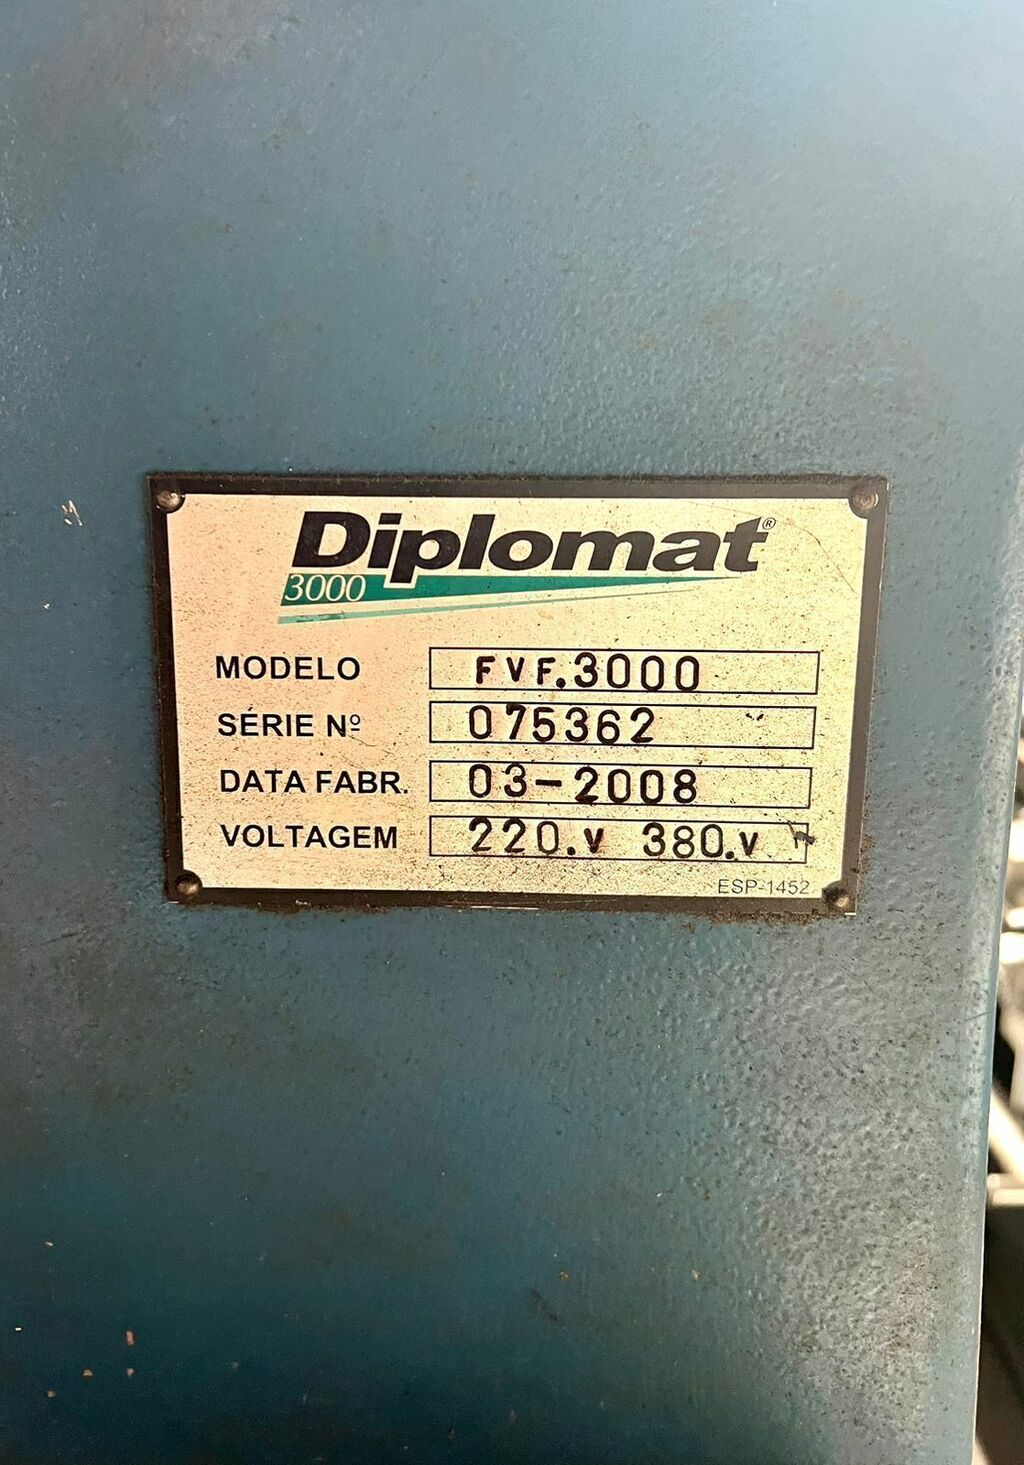 Diplomat®
3000
MODELO FVF.3000
SÉRIE Nº 075362
DATA FABR. 03-2008
VOLTAGEM 220.V 380.V
ESP-1452